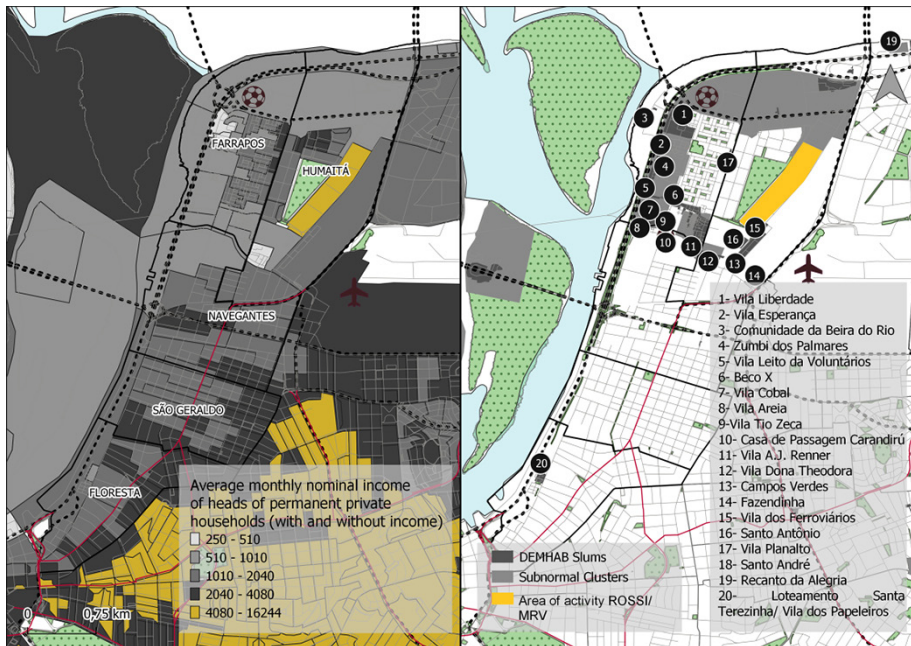 FARRAPOS
HUMAITÁ
NAVEGANTES
SÃO GERALDO
FLORESTA
Average monthly nominal income
of heads of permanent private
households (with and without income)
250 - 510
510 - 1010
1010 - 2040
2040 - 4080
4080 - 16244
0
0,75 km
19
3
1
2
4
17
5
6
7
8
9
10
11
12
16
15
13
14
20
1- Vila Liberdade
2- Vila Esperança
3- Comunidade da Beira do Rio
4- Zumbi dos Palmares
5- Vila Leito da Voluntários
6- Beco X
7- Vila Cobal
8- Vila Areia
9-Vila Tio Zeca
10- Casa de Passagem Carandirú
11- Vila A.J. Renner
12- Vila Dona Theodora
13- Campos Verdes
14- Fazendinha
15- Vila dos Ferroviários
16- Santo Antônio
17- Vila Planalto
18- Santo André
19- Recanto da Alegria
20- Loteamento Santa
Terezinha/ Vila dos Papeleiros
DEMHAB Slums
Subnormal Clusters
Area of activity ROSSI/
MRV